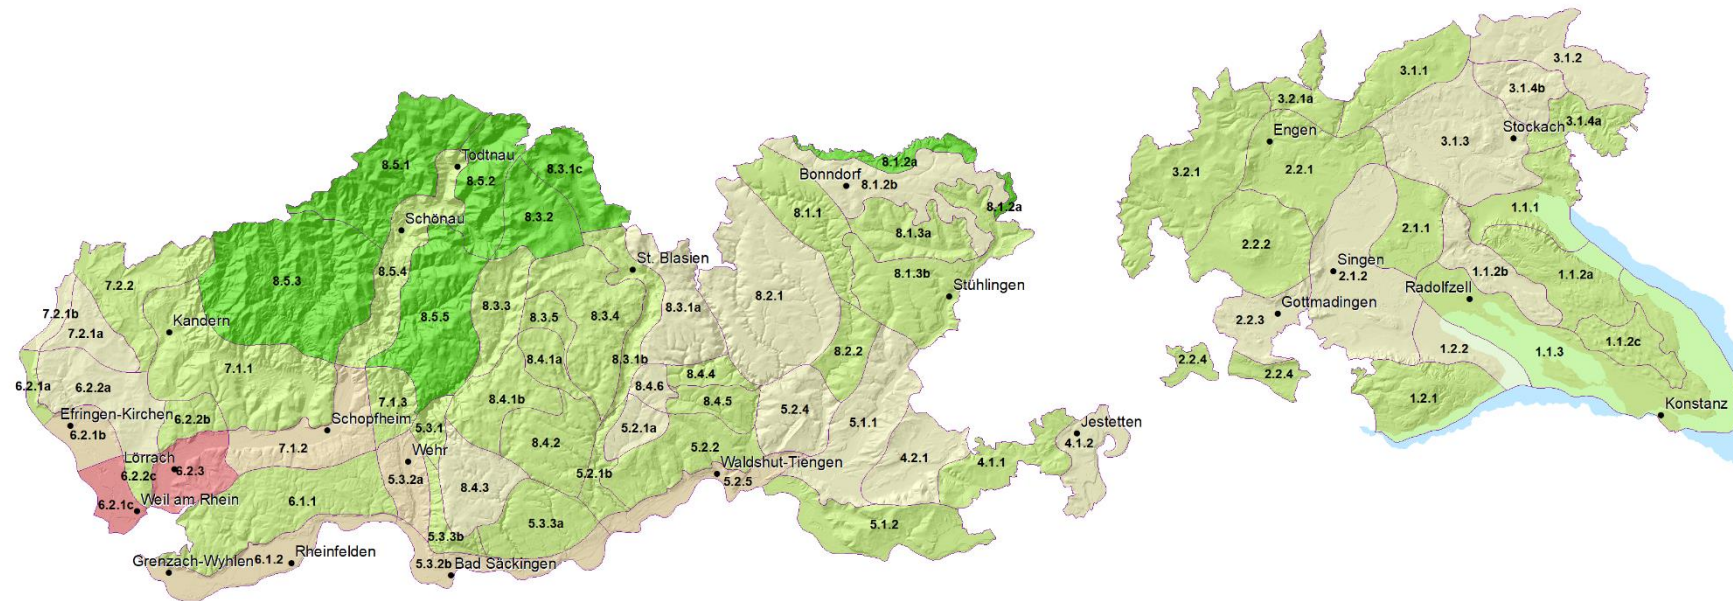 3.1.2
3.1.1
3.1.4b
3.2.1a
3.1.4a
Engen
Stockach
3.1.3
3.2.1
2.2.1
8.5.1
Todtnau
8.5.2
8.3.1c
8.1.2a
Bonndorf
8.1.2b
8.1.2a
1.1.1
Schönau
8.3.2
8.1.1
8.1.3a
2.2.2
2.1.1
St. Blasien
8.1.3b
Singen
2.1.2
1.1.2b
1.1.2a
8.5.4
7.2.2
8.5.3
Stühlingen
Radolfzell
8.2.1
Gottmadingen
8.3.3
8.3.5
8.3.4
8.3.1a
8.5.5
7.2.1b
Kandern
7.2.1a
2.2.3
1.2.2
1.1.3
1.1.2c
8.4.1a
8.3.1b
8.2.2
2.2.4
2.2.4
7.1.1
8.4.4
6.2.1a
6.2.2a
8.4.6
8.4.1b
8.4.5
7.1.3
1.2.1
5.2.4
5.1.1
Efringen-Kirchen
6.2.2b
Schopfheim
5.3.1
5.2.1a
Konstanz
Jestetten
6.2.1b
8.4.2
5.2.2
4.1.2
7.1.2
Wehr
Lörrach
6.2.3
4.2.1
4.1.1
Waldshut-Tiengen
6.2.2c
5.3.2a
8.4.3
5.2.1b
5.2.5
6.2.1c
Weil am Rhein
6.1.1
5.3.3a
5.1.2
5.3.3b
Rheinfelden
Grenzach-Wyhlen
6.1.2
5.3.2b
Bad Säckingen